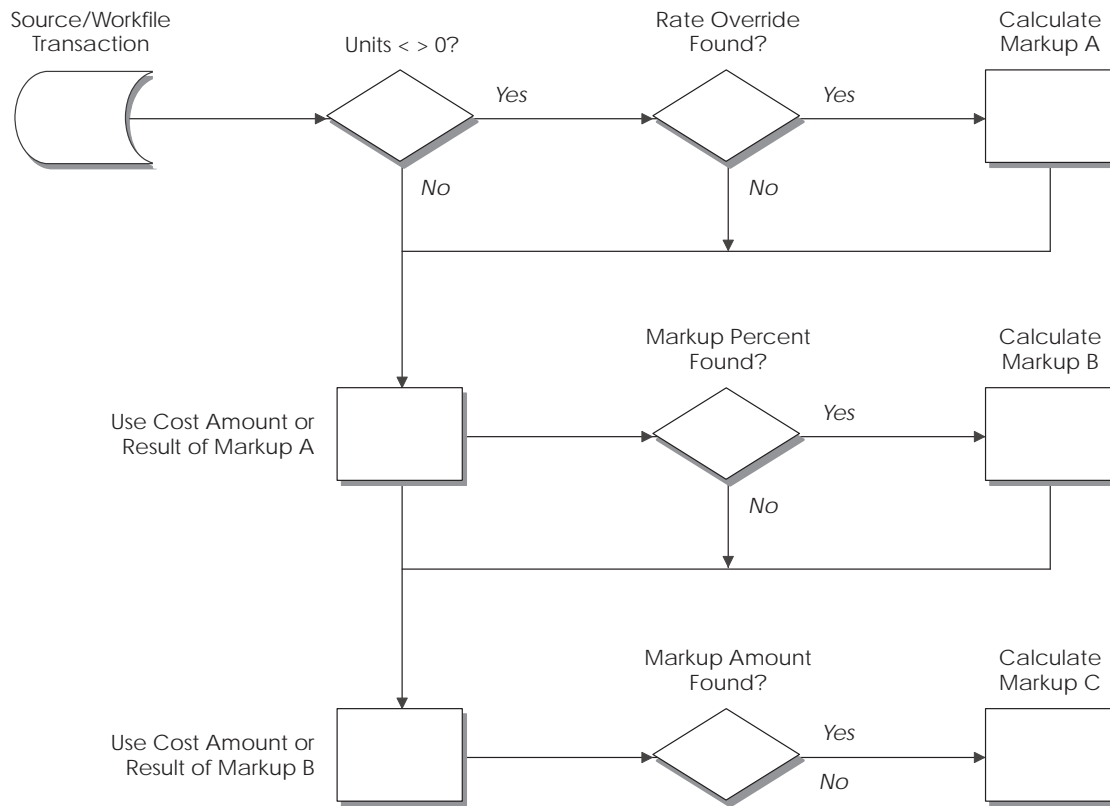 Source/Workfile
Transaction
Units < > 0?
Rate Override
Found?
Calculate
Markup A
Yes
Yes
No
No
Markup Percent
Found?
Calculate
Markup B
Use Cost Amount or
Result of Markup A
Yes
No
Markup Amount
Found?
Calculate
Markup C
Use Cost Amount or
Result of Markup B
Yes
No